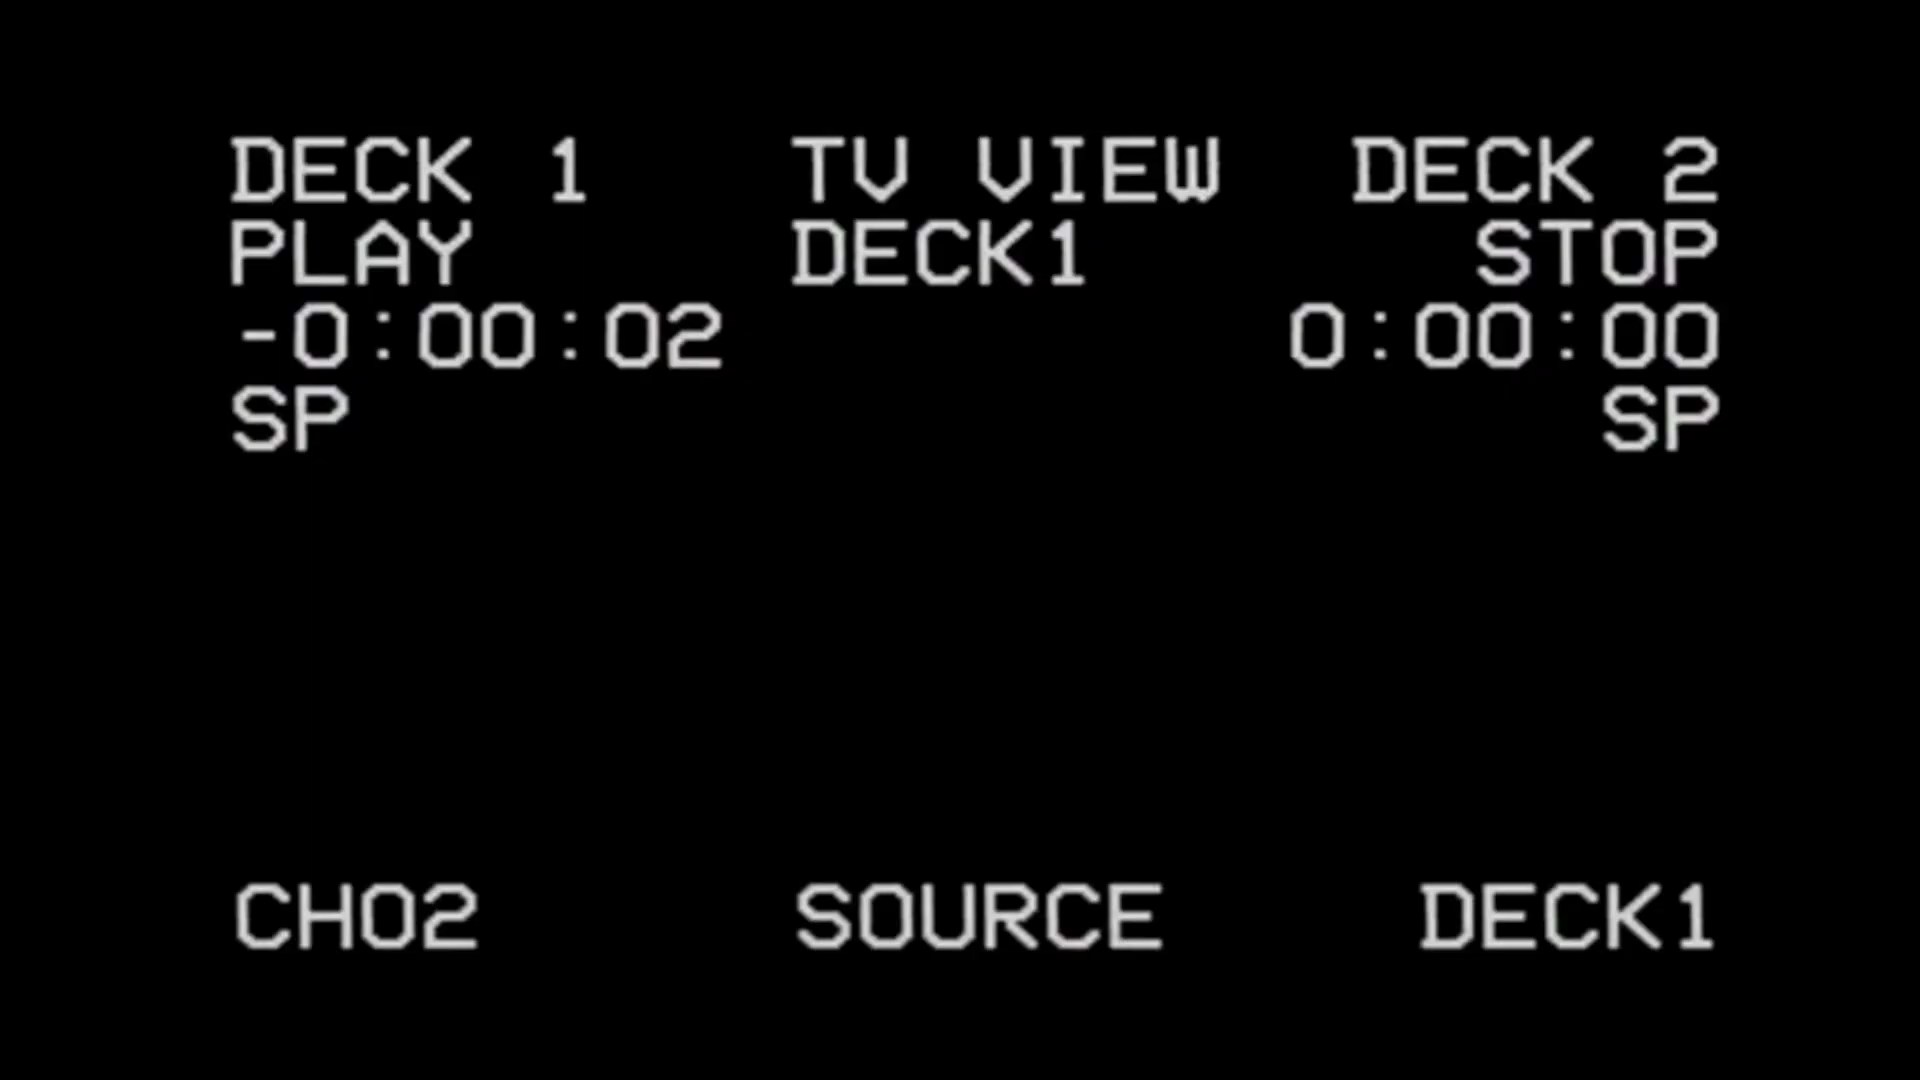 DECK 1 TV VIEW DECK 2
PLAY DECK1 STOP
-0:00:02 0:00:00
SP SP
CH02 SOURCE DECK1